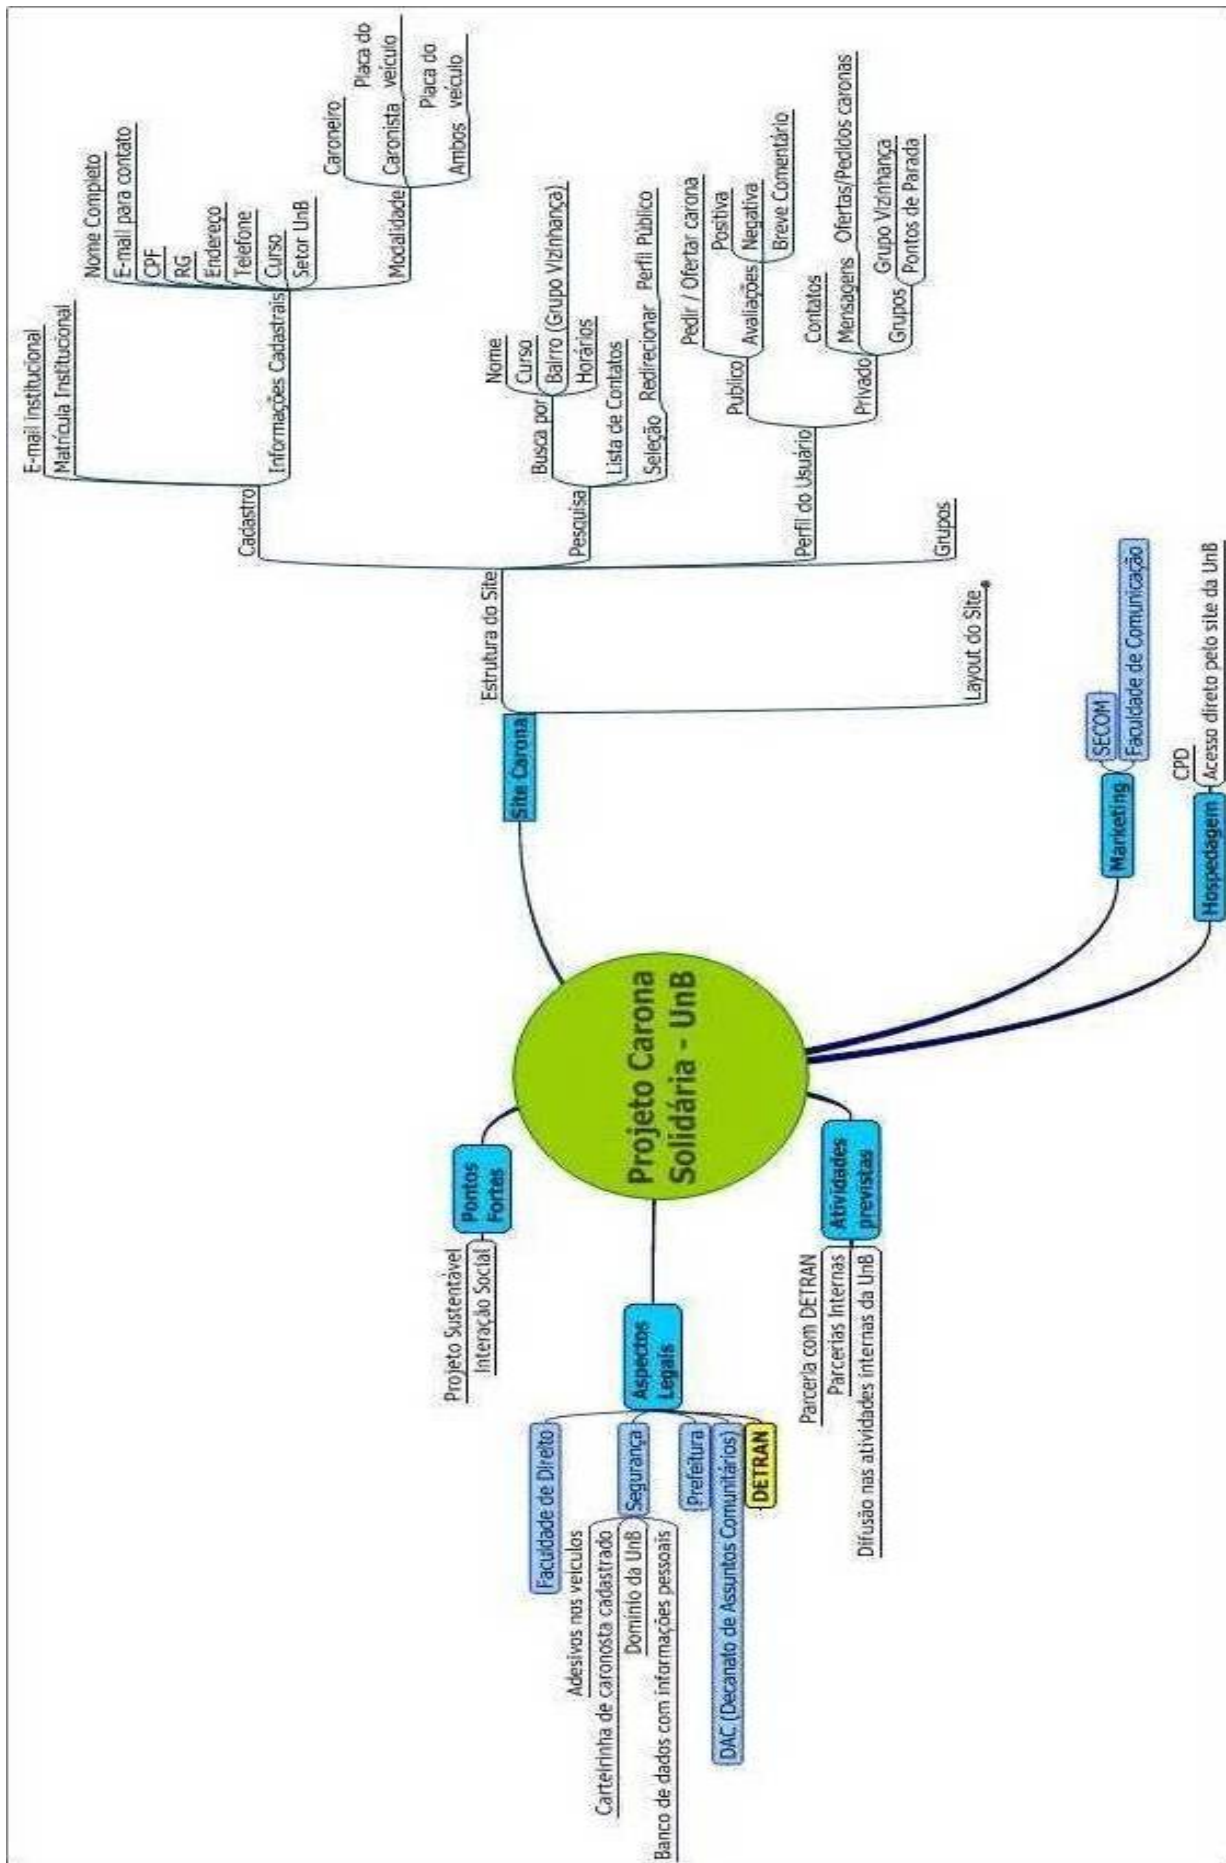 Projeto Carona
Solidária - UnB
Site Carona
Estrutura do Site
Cadastro
E-mail institucional
Matrícula Institucional
Informações Cadastrais
Nome Completo
E-mail para contato
CPF
RG
Endereço
Telefone
Curso
Setor UnB
Modalidade
Caroneiro
Caronista
Placa do
veículo
Ambos
Placa do
veículo
Pesquisa
Busca por
Nome
Curso
Bairro (Grupo Vizinhança)
Horários
Lista de Contatos
Seleção
Redirecionar
Perfil Público
Perfil do Usuário
Publico
Pedir / Ofertar carona
Avaliações
Positiva
Negativa
Breve Comentário
Privado
Contatos
Mensagens
Ofertas/Pedidos caronas
Grupos
Grupo Vizinhança
Pontos de Parada
Grupos
Layout do Site
Marketing
SECOM
Faculdade de Comunicação
Hospedagem
CPD
Acesso direto pelo site da UnB
Pontos
Fortes
Projeto Sustentável
Interação Social
Aspectos
Legais
Faculdade de Direito
Segurança
Adesivos nos veículos
Carteirinha de caronosta cadastrado
Domínio da UnB
Banco de dados com informações pessoais
Prefeitura
DAC (Decanato de Assuntos Comunitários)
DETRAN
Atividades
previstas
Parceria com DETRAN
Parcerias Internas
Difusão nas atividades internas da UnB